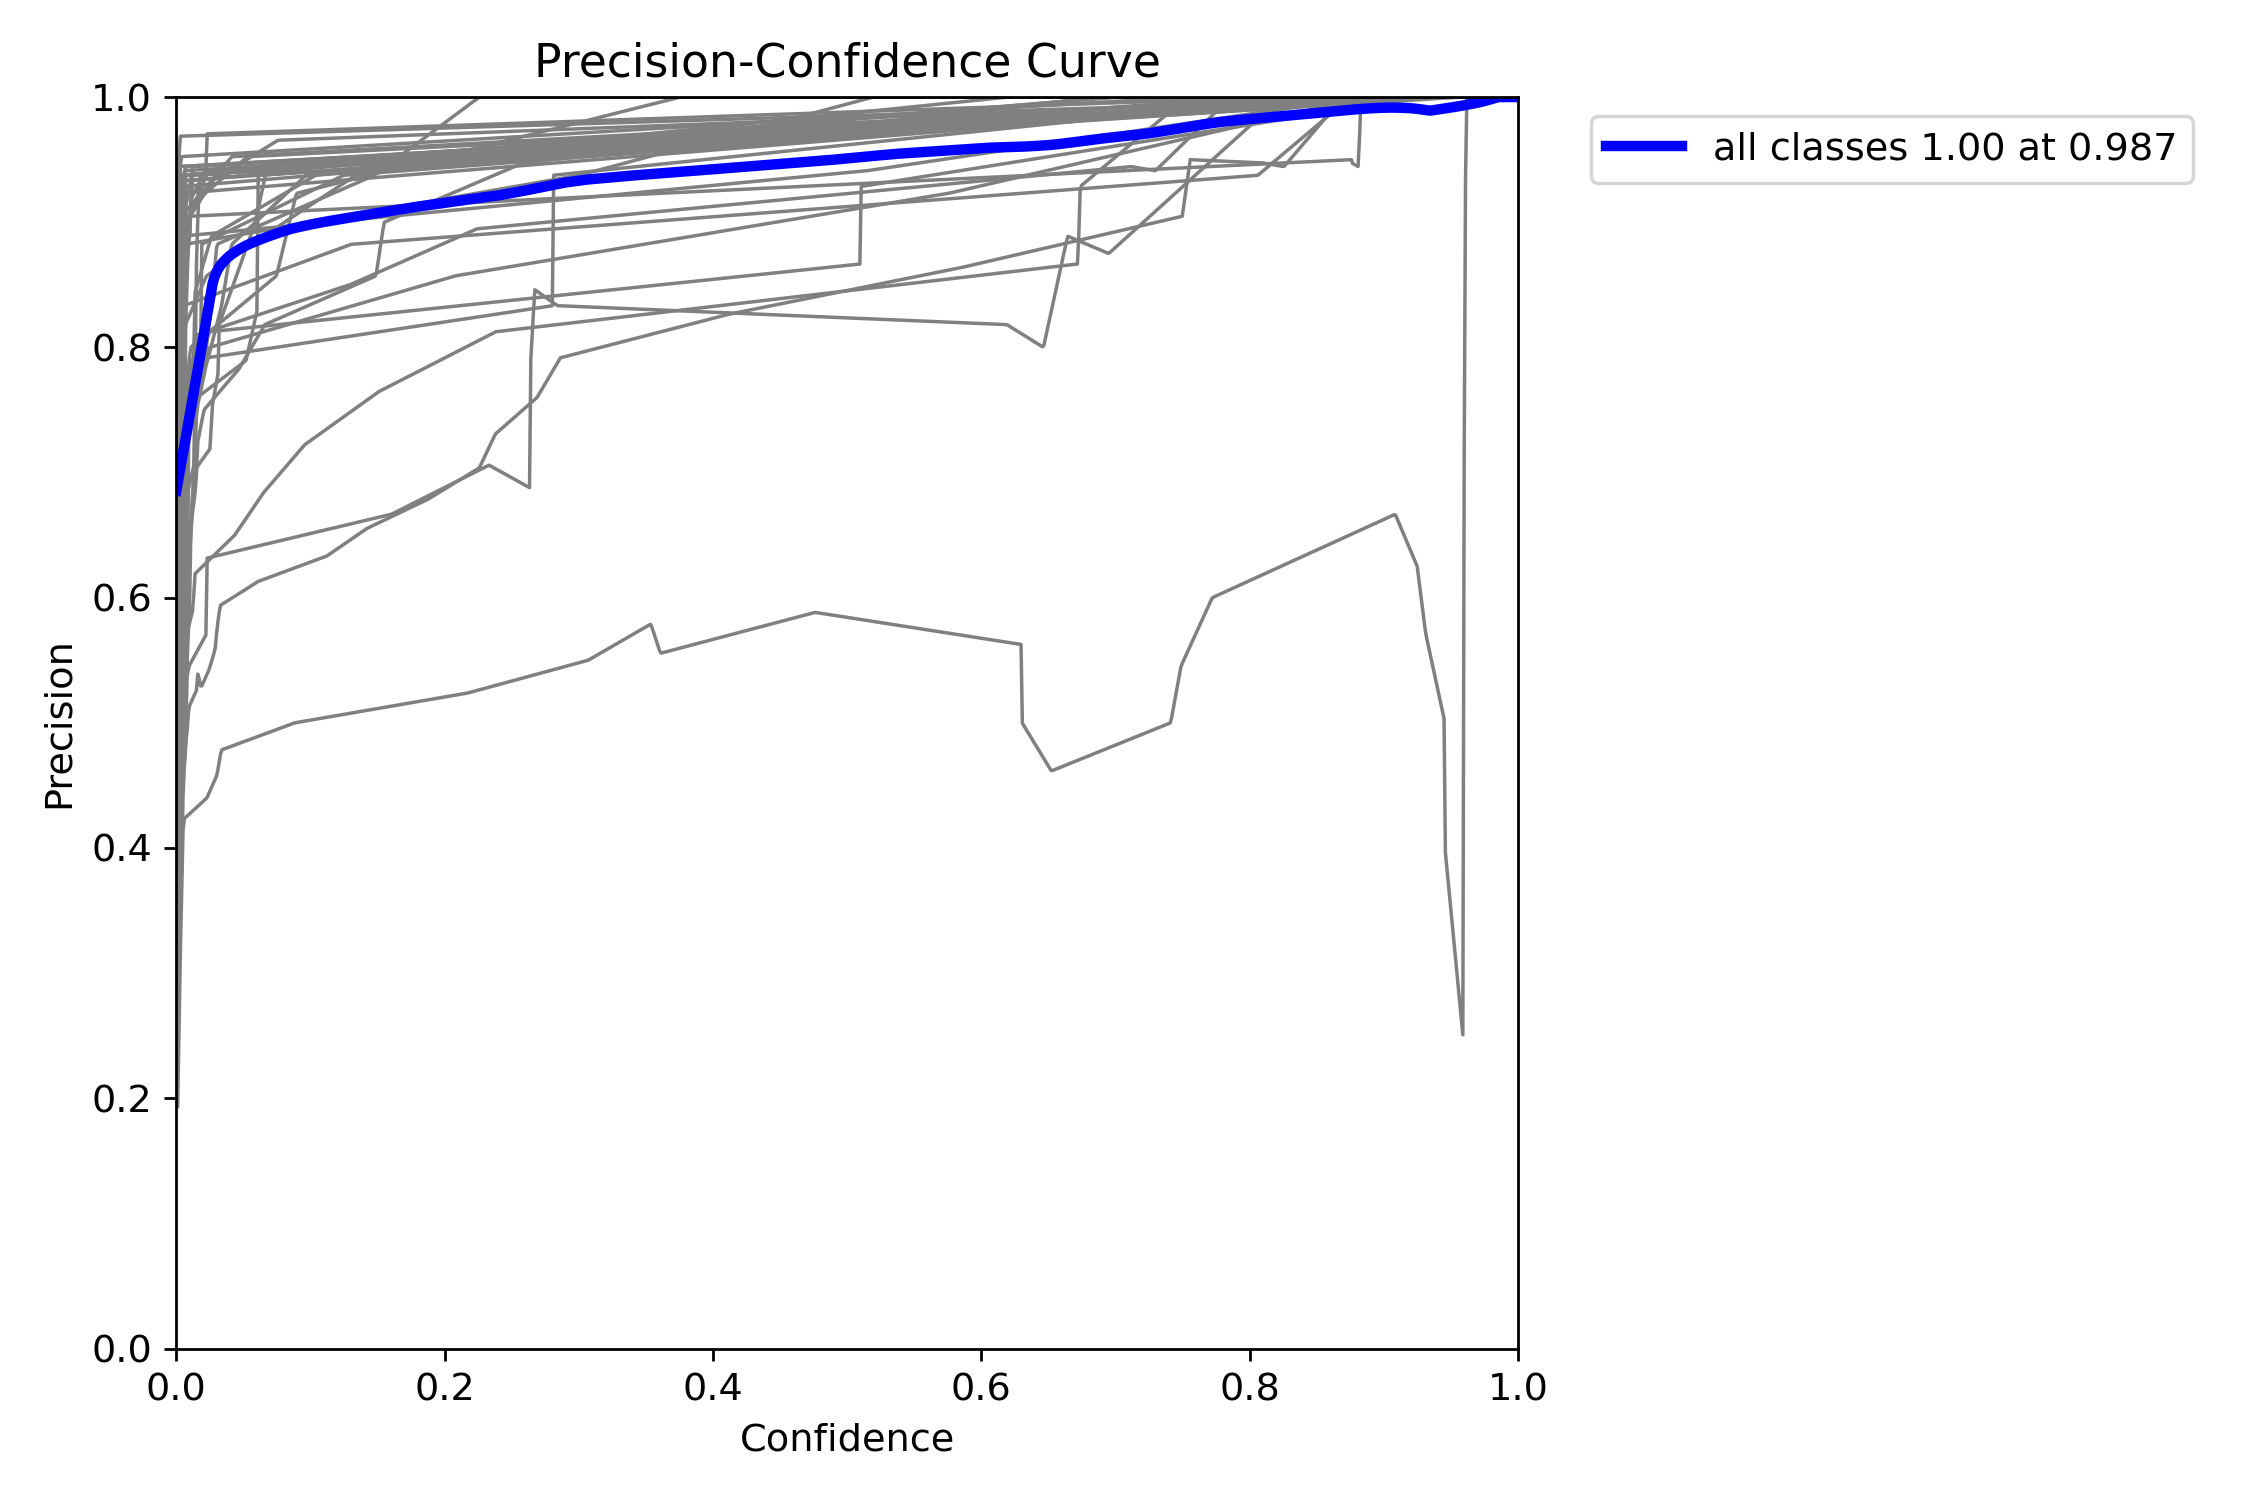 Precision-Confidence Curve
1.0
0.8
0.6
0.4
0.2
0.0
Precision
0.0 0.2 0.4 0.6 0.8 1.0
Confidence
all classes 1.00 at 0.987